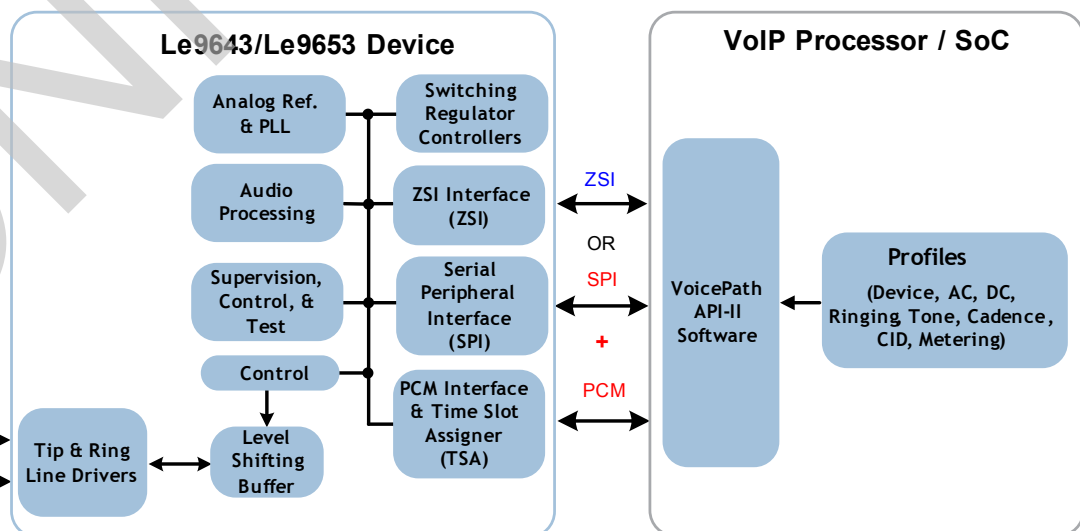 Le9643/Le9653 Device
Analog Ref.
& PLL
Switching
Regulator
Controllers
Audio
Processing
ZSI Interface
(ZSI)
Supervision,
Control, &
Test
Serial
Peripheral
Interface
(SPI)
Control
PCM Interface
& Time Slot
Assigner
(TSA)
Tip & Ring
Line Drivers
Level
Shifting
Buffer
ZSI
OR
SPI
+
PCM
VoIP Processor / SoC
VoicePath
API-II
Software
Profiles
(Device, AC, DC,
Ringing, Tone, Cadence,
CID, Metering)